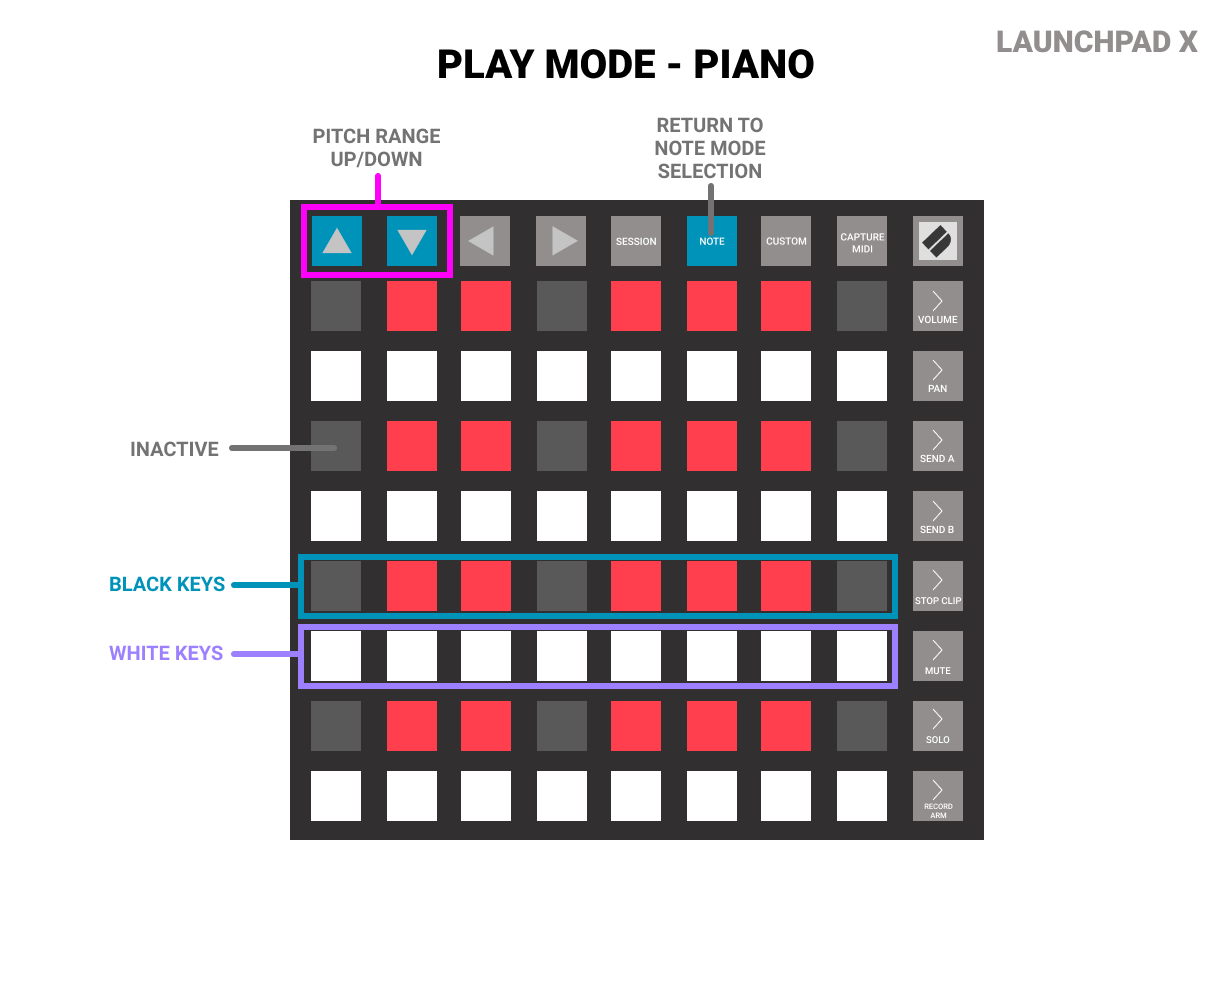 LAUNCHPAD X
PLAY MODE - PIANO
PITCH RANGE
UP/DOWN
RETURN TO
NOTE MODE
SELECTION
SESSION
NOTE
CUSTOM
CAPTURE
MIDI
VOLUME
PAN
INACTIVE
SEND A
SEND B
BLACK KEYS
STOP CLIP
WHITE KEYS
MUTE
SOLO
RECORD
ARM